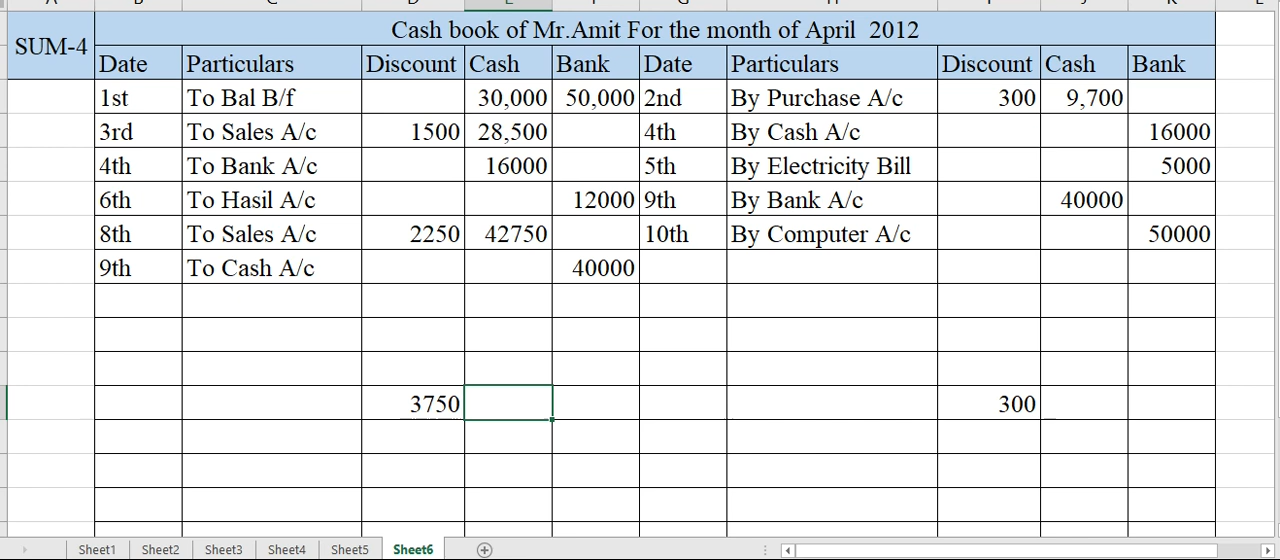 SUM-4
Cash book of Mr.Amit For the month of April 2012
Date Particulars Discount Cash Bank Date Particulars Discount Cash Bank
1st To Bal B/f 30,000 50,000 2nd By Purchase A/c 300 9,700
3rd To Sales A/c 1500 28,500 4th By Cash A/c 16000
4th To Bank A/c 16000 5th By Electricity Bill 5000
6th To Hasil A/c 12000 9th By Bank A/c 40000
8th To Sales A/c 2250 42750 10th By Computer A/c 50000
9th To Cash A/c 40000
3750 300
Sheet1 Sheet2 Sheet3 Sheet4 Sheet5 Sheet6